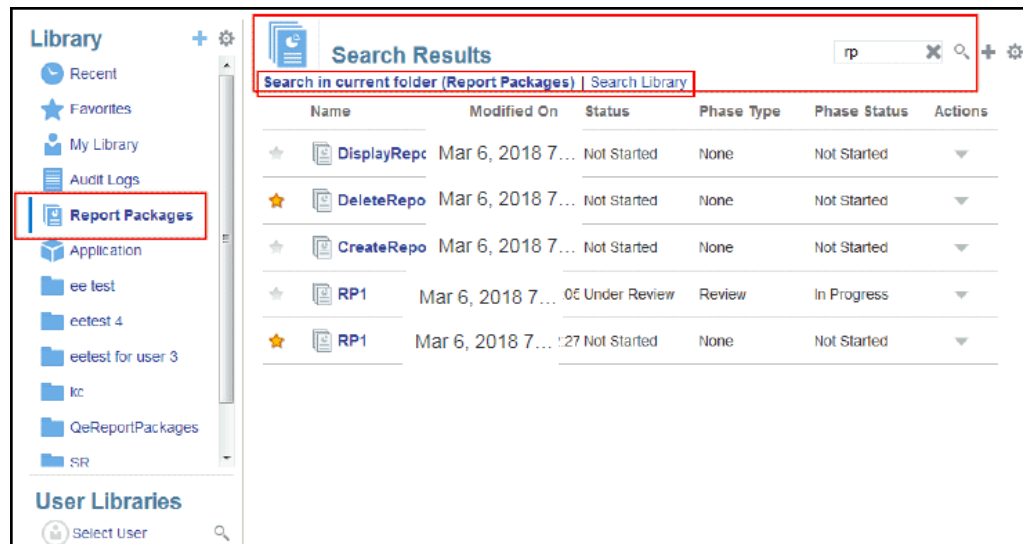 Library
Recent
Favorites
My Library
Audit Logs
Report Packages
Application
ee test
eetest 4
eetest for user 3
kc
QeReportPackages
SR
User Libraries
Select User
Search Results
rp
Search in current folder (Report Packages) | Search Library
Name Modified On Status Phase Type Phase Status Actions
DisplayRepo Mar 6, 2018 7... Not Started None Not Started
DeleteRepo Mar 6, 2018 7... Not Started None Not Started
CreateRepo Mar 6, 2018 7... Not Started None Not Started
RP1 Mar 6, 2018 7... :05 Under Review Review In Progress
RP1 Mar 6, 2018 7... :27 Not Started None Not Started